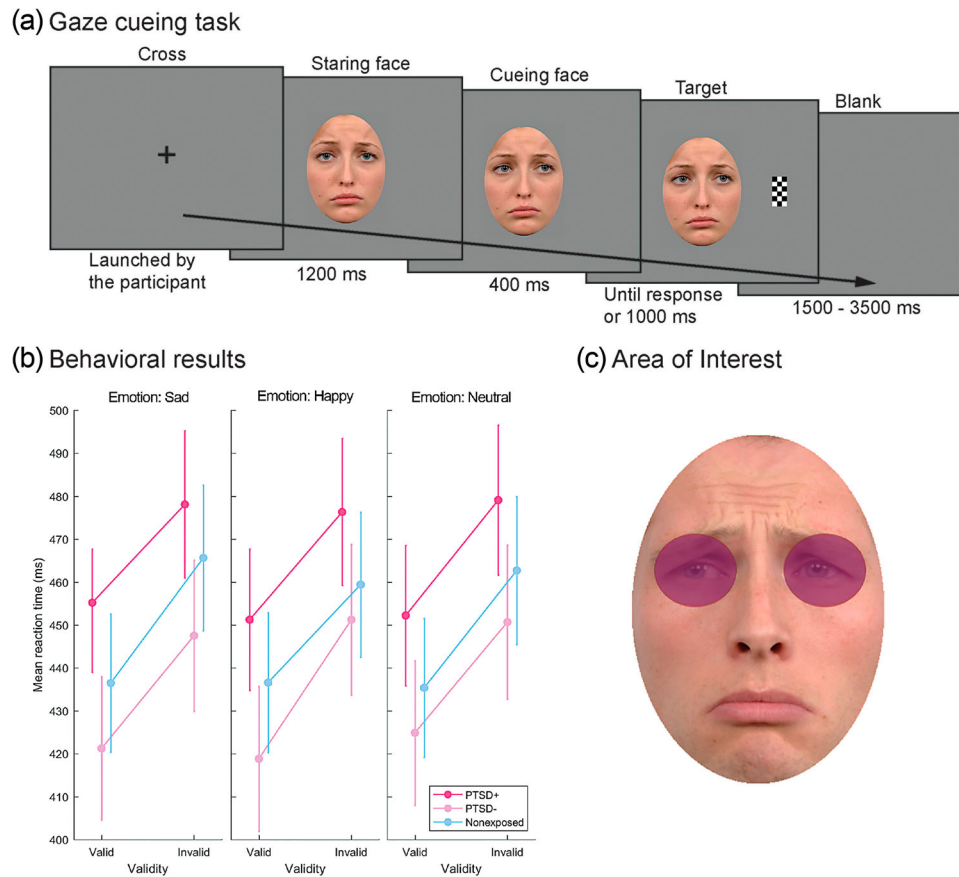 (a) Gaze cueing task
Cross
Staring face
Cueing face
Target
Blank
Launched by
the participant
1200 ms
400 ms
Until response
or 1000 ms
1500 - 3500 ms
(b) Behavioral results
Emotion: Sad
Emotion: Happy
Emotion: Neutral
Mean reaction time (ms)
500
490
480
470
460
450
440
430
420
410
400
PTSD+
PTSD-
Nonexposed
Valid Invalid
Valid Invalid
Valid Invalid
Validity
Validity
Validity
(c) Area of Interest